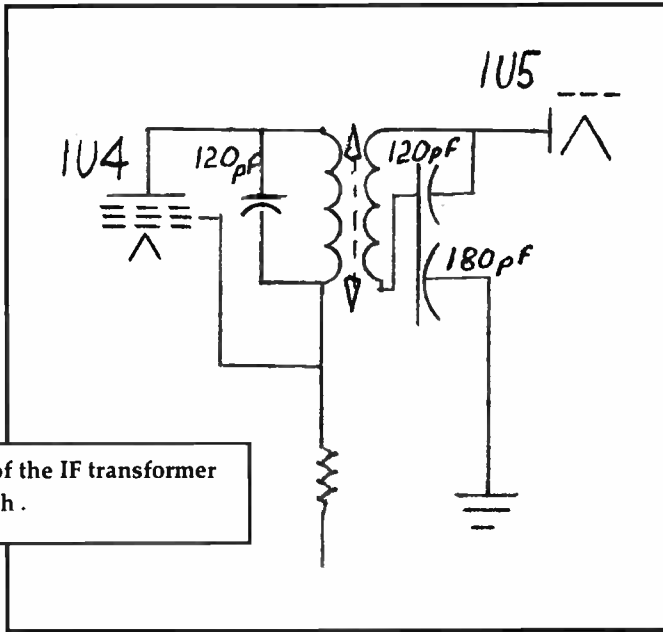 1U5
1U4
120pF
120pF
180pF
of the IF transformer
h .